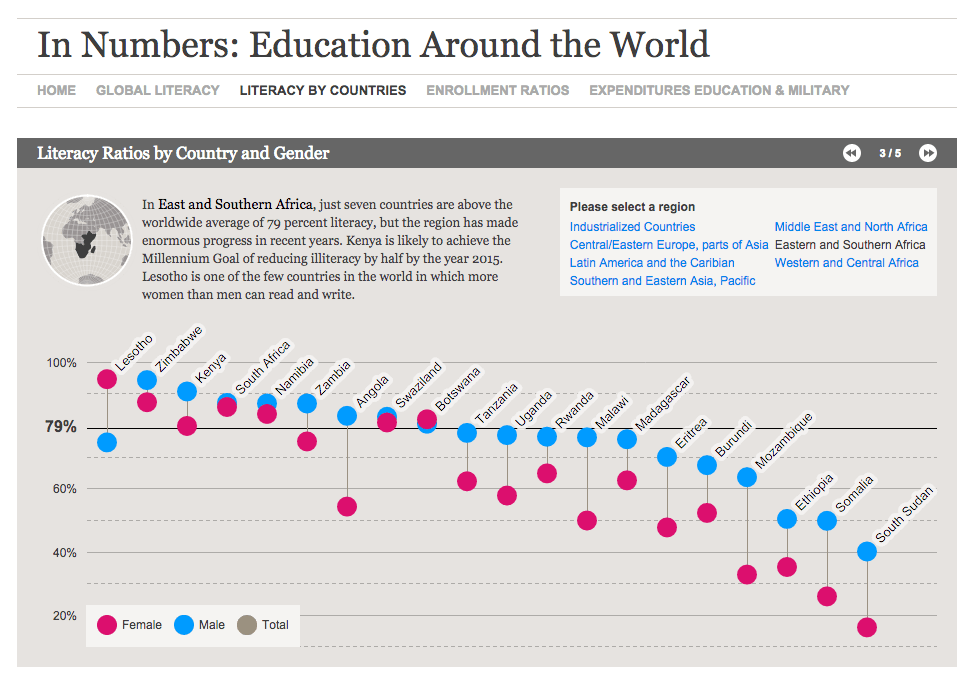 In Numbers: Education Around the World
HOME GLOBAL LITERACY LITERACY BY COUNTRIES ENROLLMENT RATIOS EXPENDITURES EDUCATION & MILITARY
Literacy Ratios by Country and Gender
3 / 5
In East and Southern Africa, just seven countries are above the
worldwide average of 79 percent literacy, but the region has made
enormous progress in recent years. Kenya is likely to achieve the
Millennium Goal of reducing illiteracy by half by the year 2015.
Lesotho is one of the few countries in the world in which more
women than men can read and write.
Please select a region
Industrialized Countries
Central/Eastern Europe, parts of Asia
Latin America and the Caribian
Southern and Eastern Asia, Pacific
Middle East and North Africa
Eastern and Southern Africa
Western and Central Africa
100%
79%
60%
40%
20%
Lesotho
Zimbabwe
Kenya
South Africa
Namibia
Zambia
Angola
Swaziland
Botswana
Tanzania
Uganda
Rwanda
Malawi
Madagascar
Eritrea
Burundi
Mozambique
Ethiopia
Somalia
South Sudan
Female Male Total